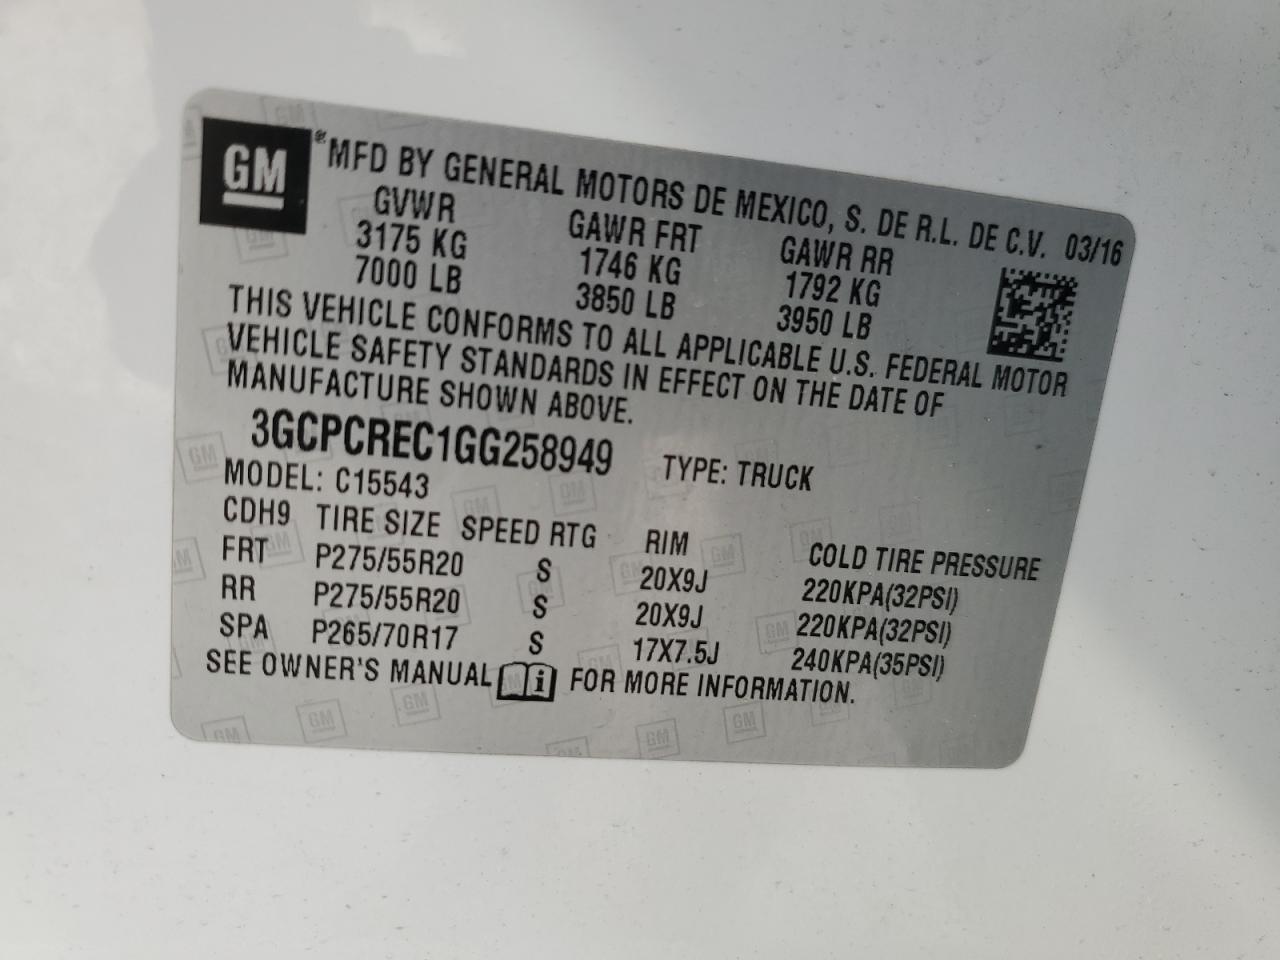 GM ® MFD BY GENERAL MOTORS DE MEXICO, S. DE R.L. DE C.V. 03/16
GVWR GAWR FRT GAWR RR
3175 KG 1746 KG 1792 KG
7000 LB 3850 LB 3950 LB
THIS VEHICLE CONFORMS TO ALL APPLICABLE U.S. FEDERAL MOTOR
VEHICLE SAFETY STANDARDS IN EFFECT ON THE DATE OF
MANUFACTURE SHOWN ABOVE.
3GCPCREC1GG258949 TYPE: TRUCK
MODEL: C15543
CDH9 TIRE SIZE SPEED RTG RIM COLD TIRE PRESSURE
FRT P275/55R20 S 20X9J 220KPA(32PSI)
RR P275/55R20 S 20X9J 220KPA(32PSI)
SPA P265/70R17 S 17X7.5J 240KPA(35PSI)
SEE OWNER'S MANUAL i FOR MORE INFORMATION.